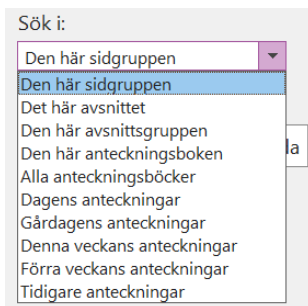 Sök i:
Den här sidgruppen
Den här sidgruppen
Det här avsnittet
Den här avsnittsgruppen
Den här anteckningsboken
Alla anteckningsböcker
Dagens anteckningar
Gårdagens anteckningar
Denna veckans anteckningar
Förra veckans anteckningar
Tidigare anteckningar